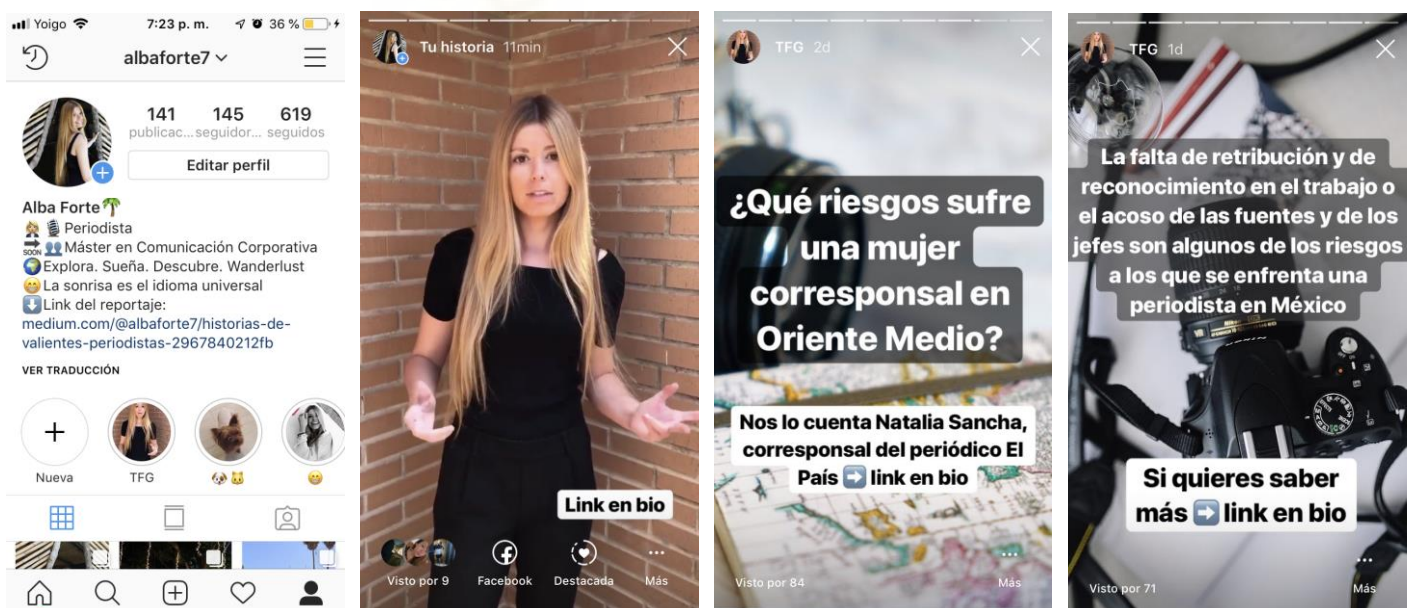 Yoigo 7:23 p. m. 36 %
albaforte7
141 145 619
publicac... seguidor... seguidos
Editar perfil
Alba Forte🌴
Periodista
SOON 👥 Máster en Comunicación Corporativa
🌍Explora. Sueña. Descubre. Wanderlust
😁La sonrisa es el idioma universal
⬇️Link del reportaje:
medium.com/@albaforte7/historias-de-
valientes-periodistas-2967840212fb
VER TRADUCCIÓN
Nueva TFG 🐶🐱 😁
Tu historia 11min
Link en bio
Visto por 9 Facebook Destacada Más
TFG 2d
¿Qué riesgos sufre
una mujer
corresponsal en
Oriente Medio?
Nos lo cuenta Natalia Sancha,
corresponsal del periódico El
País ➡️ link en bio
Visto por 84 Más
TFG 1d
La falta de retribución y de
reconocimiento en el trabajo o
el acoso de las fuentes y de los
jefes son algunos de los riesgos
a los que se enfrenta una
periodista en México
Si quieres saber
más ➡️ link en bio
Visto por 71 Más